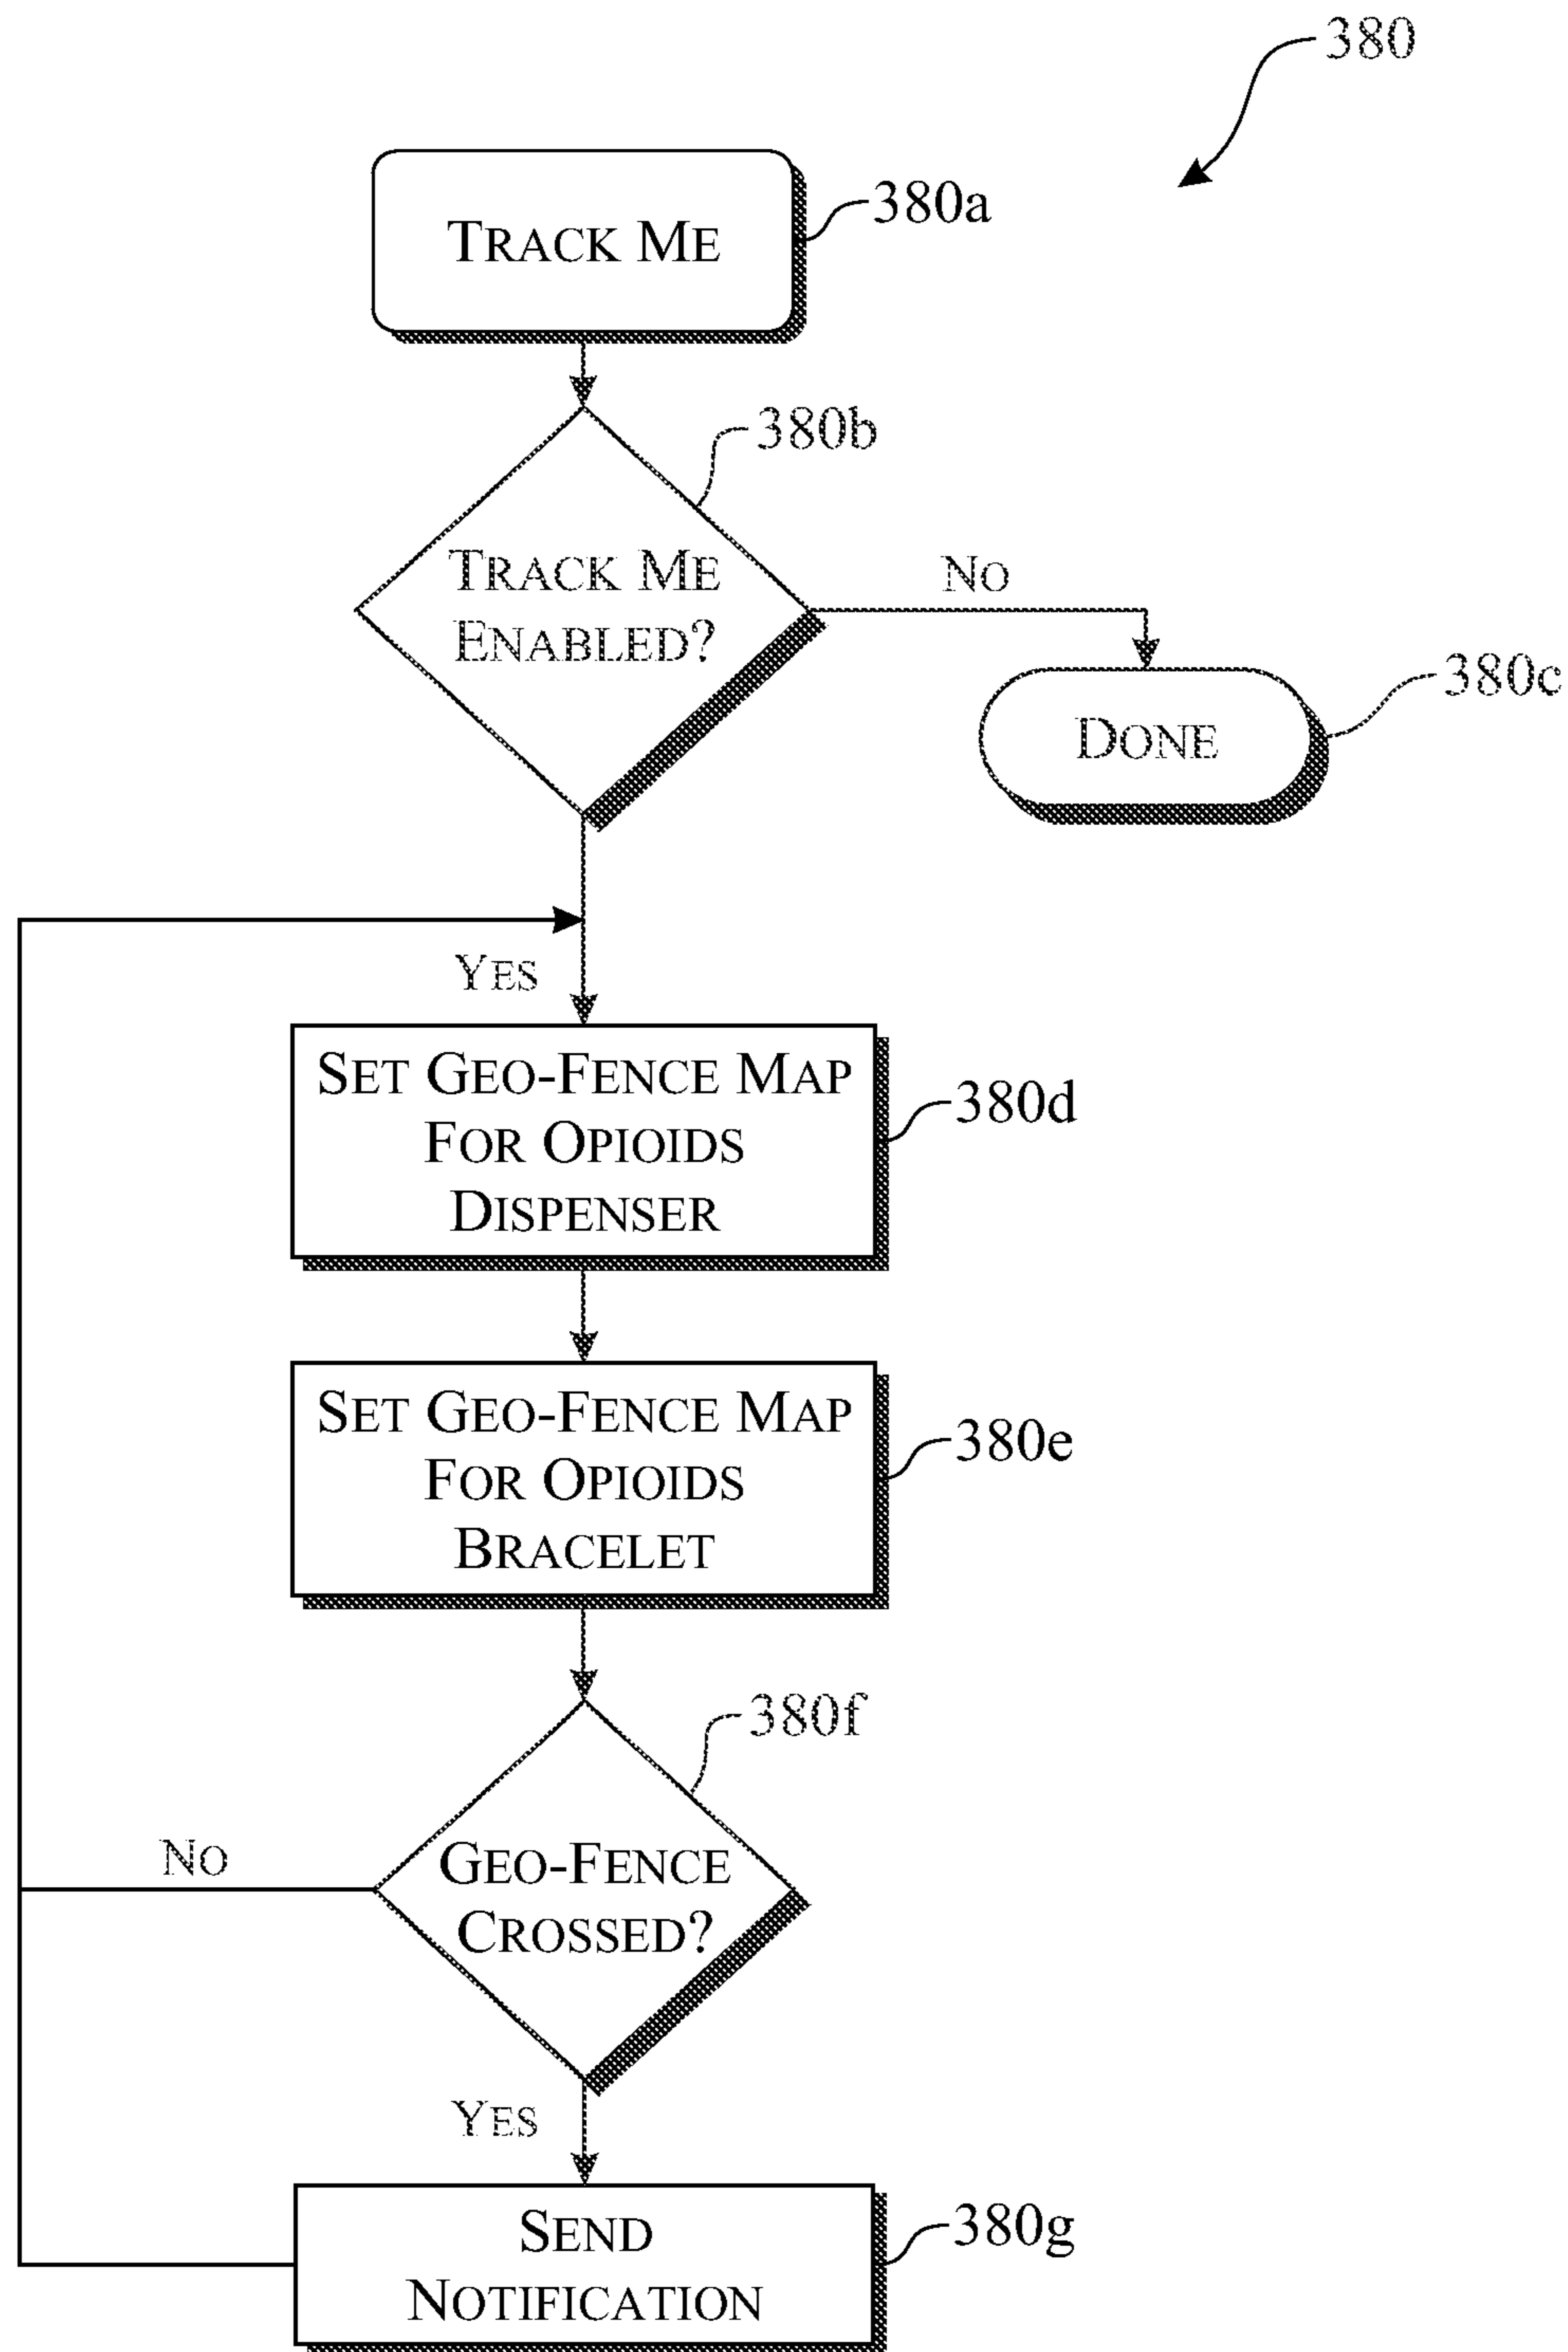 380
TRACK ME
380a
380b
TRACK ME
ENABLED?
NO
380c
DONE
YES
SET GEO-FENCE MAP
FOR OPIOIDS
DISPENSER
380d
SET GEO-FENCE MAP
FOR OPIOIDS
BRACELET
380e
380f
GEO-FENCE
CROSSED?
NO
YES
SEND
NOTIFICATION
380g